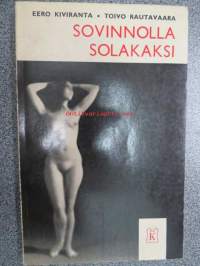 EERO KIVIRANTA • TOIVO RAUTAVAARA
SOVINNOLLA
SOLAKAKSI
K